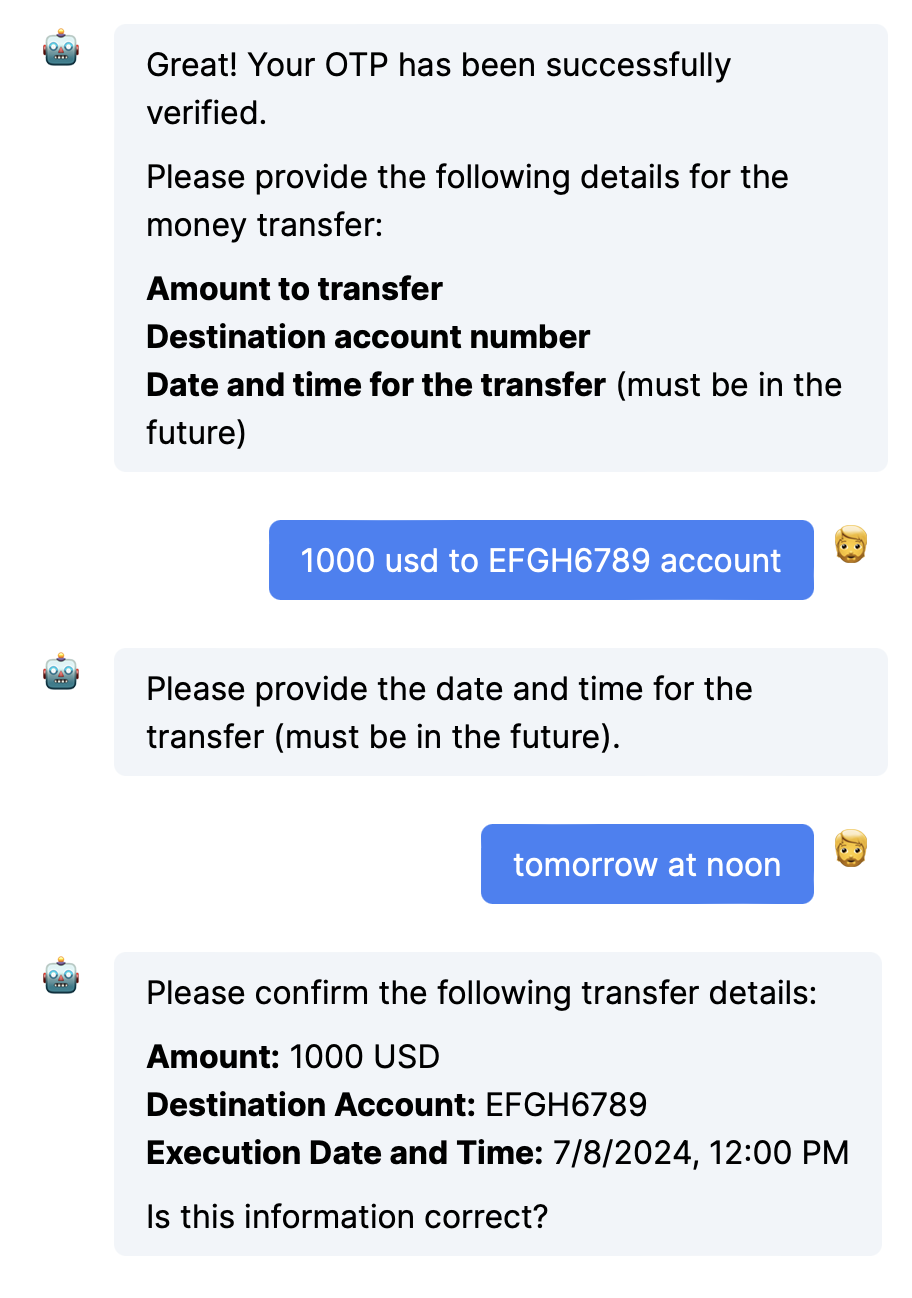 Great! Your OTP has been successfully
verified.
Please provide the following details for the
money transfer:
Amount to transfer
Destination account number
Date and time for the transfer (must be in the
future)
1000 usd to EFGH6789 account
Please provide the date and time for the
transfer (must be in the future).
tomorrow at noon
Please confirm the following transfer details:
Amount: 1000 USD
Destination Account: EFGH6789
Execution Date and Time: 7/8/2024, 12:00 PM
Is this information correct?